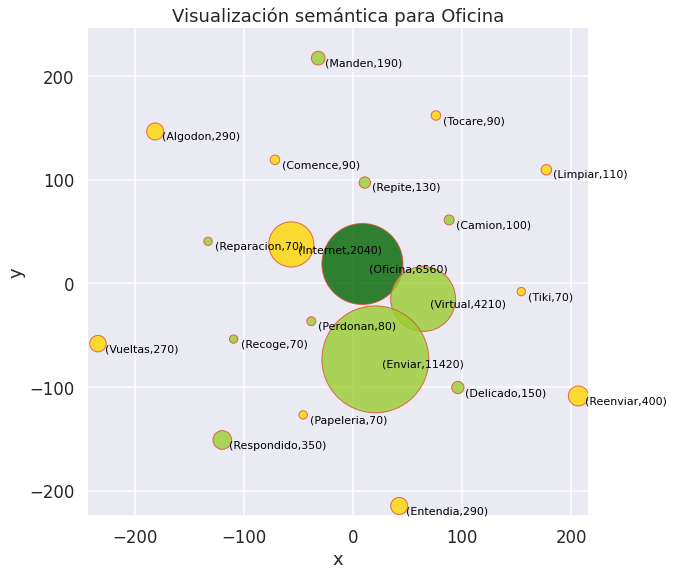 Visualización semántica para Oficina
(Manden,190)
(Tocare,90)
(Algodon,290)
(Comence,90)
(Limpiar,110)
(Repite,130)
(Camion,100)
(Reparacion,70)
(Internet,2040)
(Oficina,6560)
(Tiki,70)
(Virtual,4210)
(Perdonan,80)
(Recoge,70)
(Vueltas,270)
(Enviar,11420)
(Delicado,150)
(Reenviar,400)
(Papeleria,70)
(Respondido,350)
(Entendia,290)
200
100
0
−100
−200
y
−200 −100 0 100 200
x